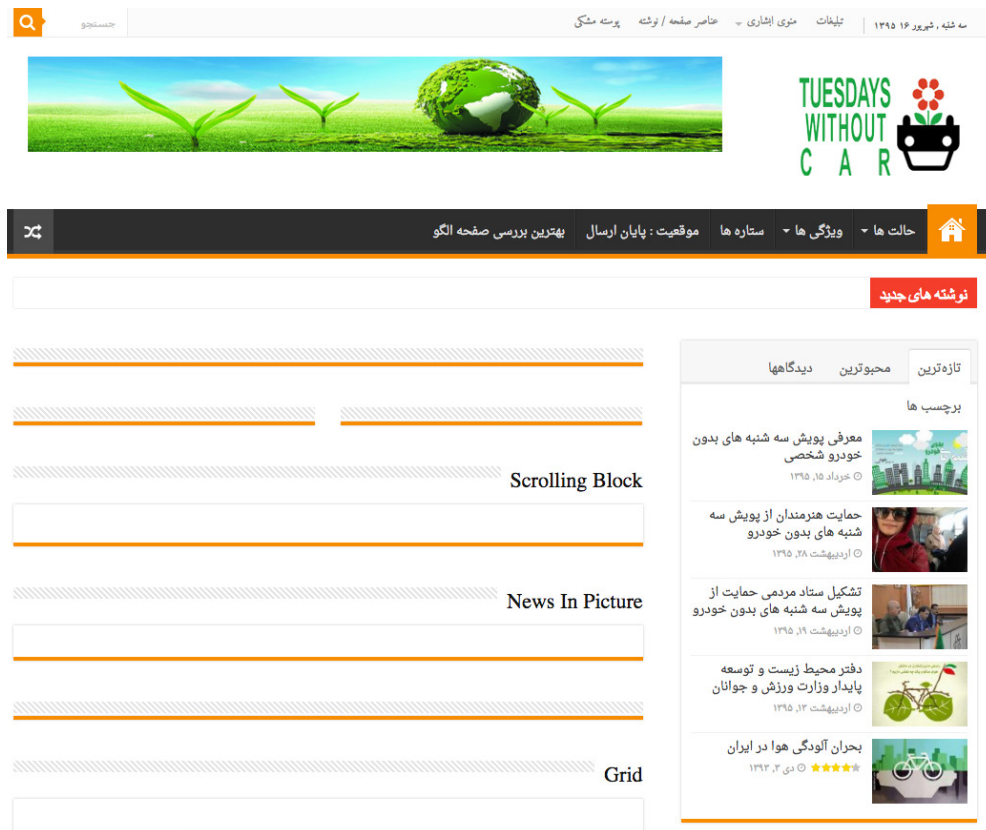 سه شنبه , شهریور ۱۶ ۱۳۹۵
تبلیغات
منوی آبشاری
عناصر صفحه / نوشته
پوسته مشکی
جستجو
TUESDAYS
WITHOUT
CAR
حالت ها
ویژگی ها
ستاره ها
موقعیت : پایان ارسال
بهترین بررسی صفحه الگو
نوشته های جدید
تازه‌ترین
محبوترین
دیدگاهها
برچسب ها
معرفی پویش سه شنبه های بدون
خودرو شخصی
خرداد ۱۵, ۱۳۹۵
حمایت هنرمندان از پویش سه
شنبه های بدون خودرو
اردیبهشت ۲۸, ۱۳۹۵
تشکیل ستاد مردمی حمایت از
پویش سه شنبه های بدون خودرو
اردیبهشت ۱۹, ۱۳۹۵
دفتر محیط زیست و توسعه
پایدار وزارت ورزش و جوانان
اردیبهشت ۱۳, ۱۳۹۵
بحران آلودگی هوا در ایران
دی ۳, ۱۳۹۳
Scrolling Block
News In Picture
Grid